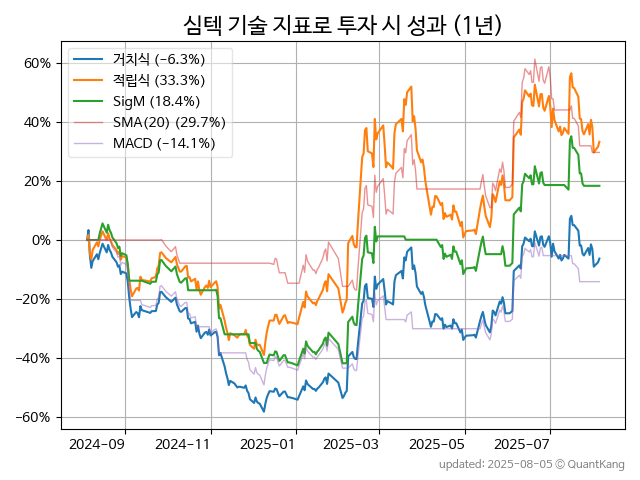 심텍 기술 지표로 투자 시 성과 (1년)
거치식 (−6.3%)
적립식 (33.3%)
SigM (18.4%)
SMA(20) (29.7%)
MACD (−14.1%)
60%
40%
20%
0%
−20%
−40%
−60%
2024-09
2024-11
2025-01
2025-03
2025-05
2025-07
updated: 2025-08-05 © QuantKang